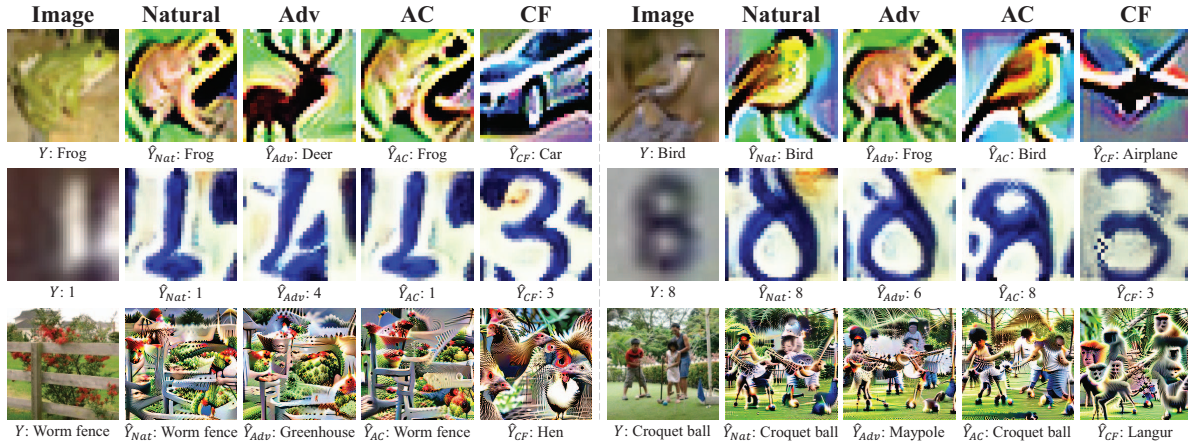 Image Natural Adv AC CF Image Natural Adv AC CF
Y: Frog Ŷ_Nat: Frog Ŷ_Adv: Deer Ŷ_AC: Frog Ŷ_CF: Car Y: Bird Ŷ_Nat: Bird Ŷ_Adv: Frog Ŷ_AC: Bird Ŷ_CF: Airplane
Y: 1 Ŷ_Nat: 1 Ŷ_Adv: 4 Ŷ_AC: 1 Ŷ_CF: 3 Y: 8 Ŷ_Nat: 8 Ŷ_Adv: 6 Ŷ_AC: 8 Ŷ_CF: 3
Y: Worm fence Ŷ_Nat: Worm fence Ŷ_Adv: Greenhouse Ŷ_AC: Worm fence Ŷ_CF: Hen Y: Croquet ball Ŷ_Nat: Croquet ball Ŷ_Adv: Maypole Ŷ_AC: Croquet ball Ŷ_CF: Langur